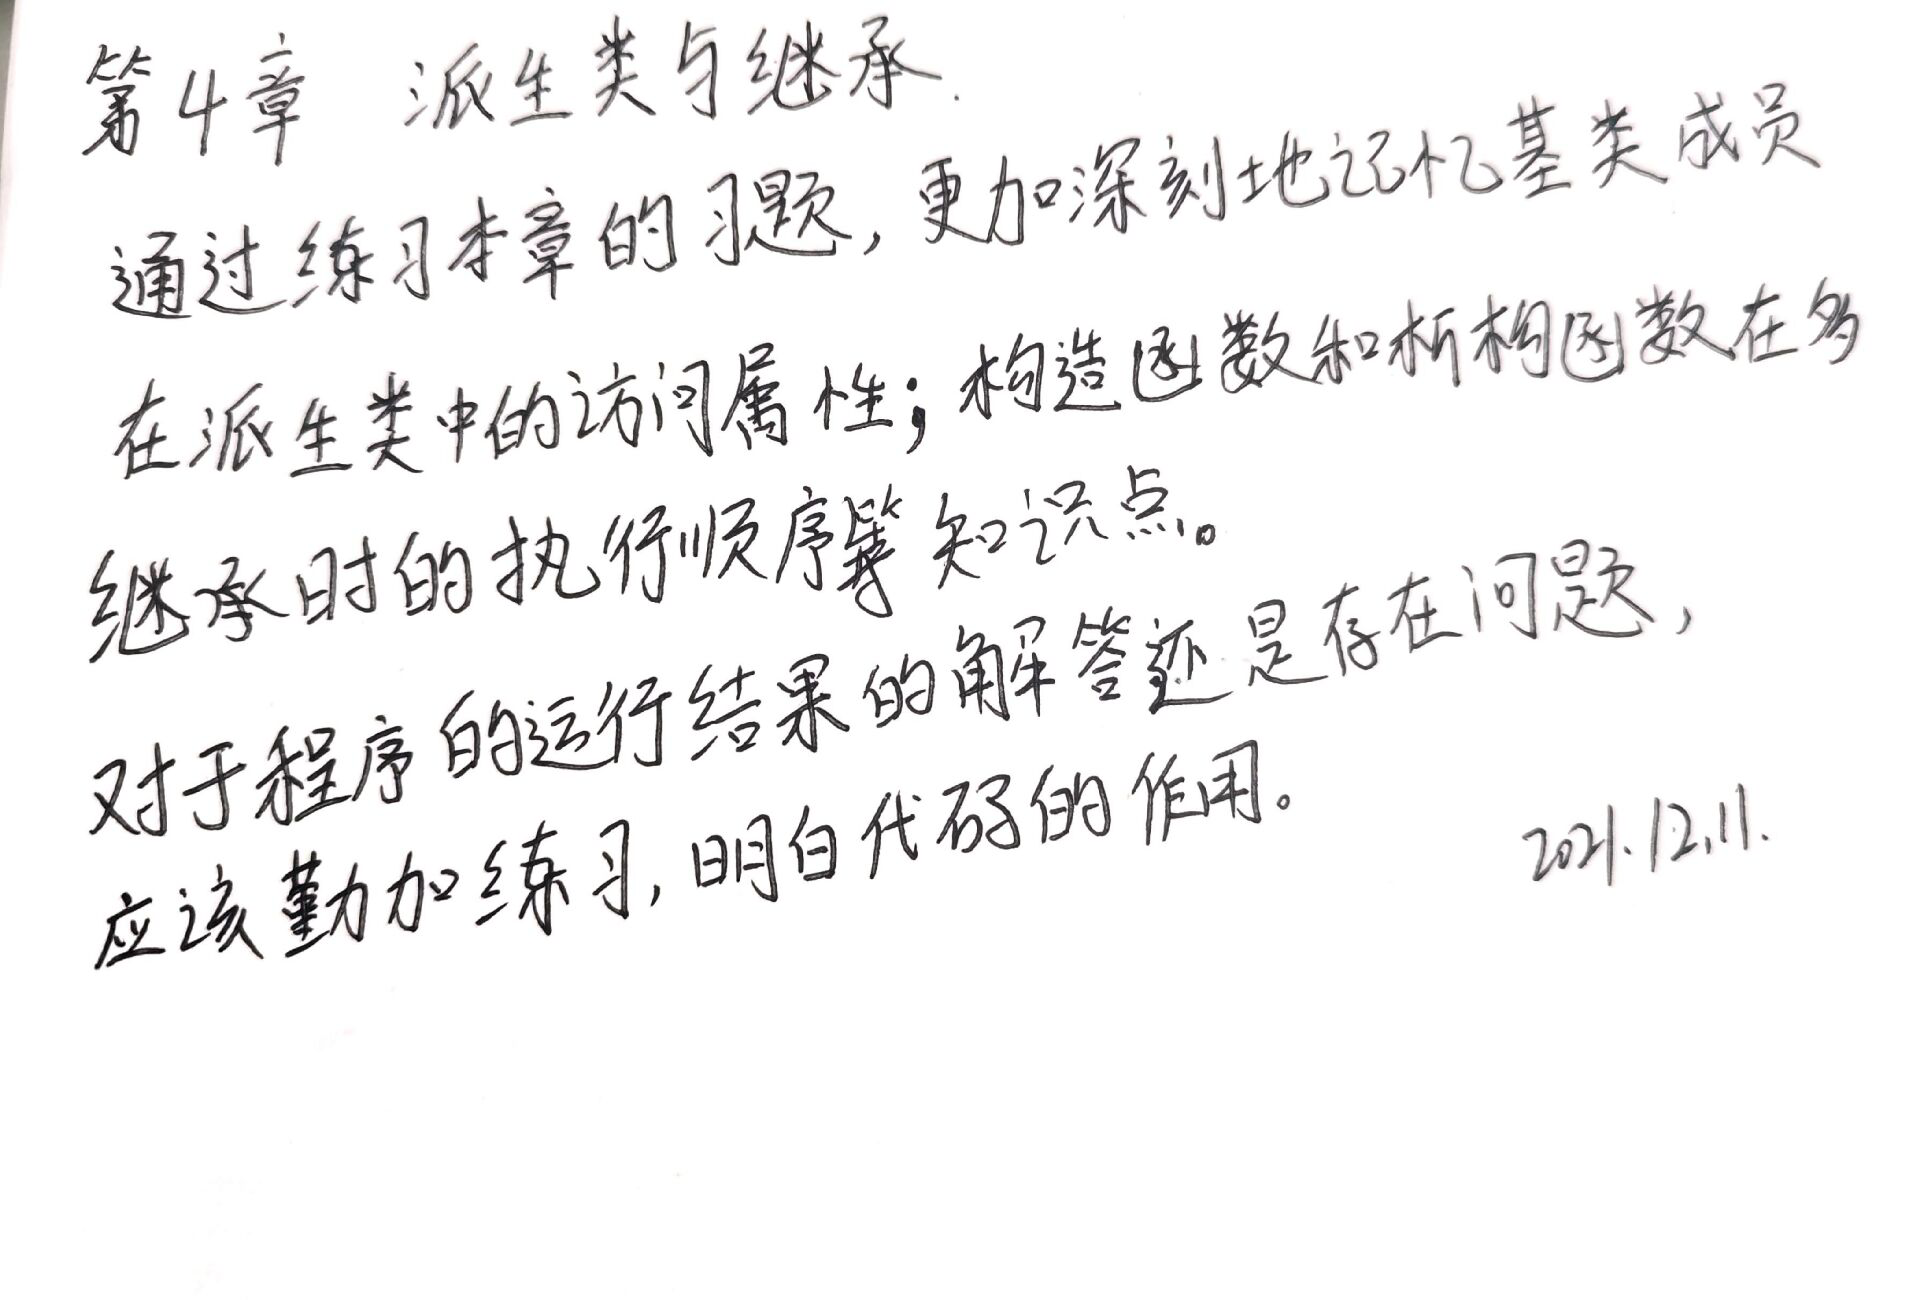 第4章 派生类与继承.
通过练习本章的习题,更加深刻地记忆基类成员
在派生类中的访问属性;构造函数和析构函数在多
继承时的执行顺序等知识点。
对于程序的运行结果的解答还是存在问题,
应该勤加练习,明白代码的作用。
2021.12.11.